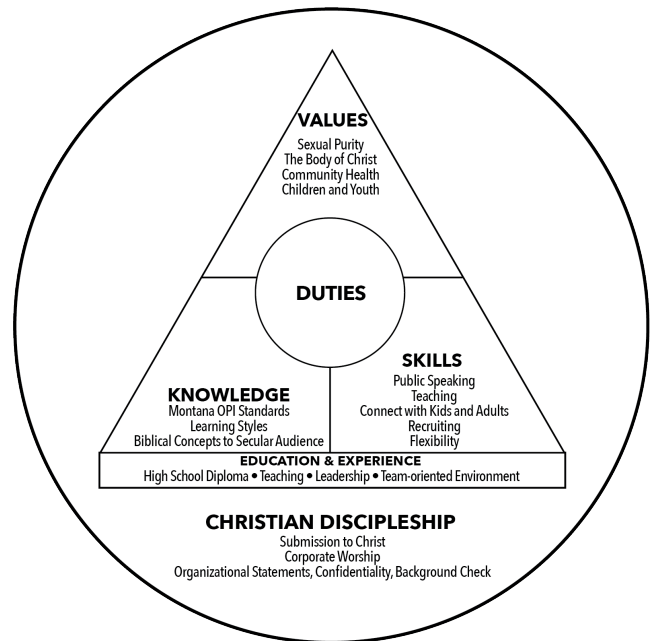 VALUES
Sexual Purity
The Body of Christ
Community Health
Children and Youth
DUTIES
KNOWLEDGE
Montana OPI Standards
Learning Styles
Biblical Concepts to Secular Audience
SKILLS
Public Speaking
Teaching
Connect with Kids and Adults
Recruiting
Flexibility
EDUCATION & EXPERIENCE
High School Diploma • Teaching • Leadership • Team-oriented Environment
CHRISTIAN DISCIPLESHIP
Submission to Christ
Corporate Worship
Organizational Statements, Confidentiality, Background Check